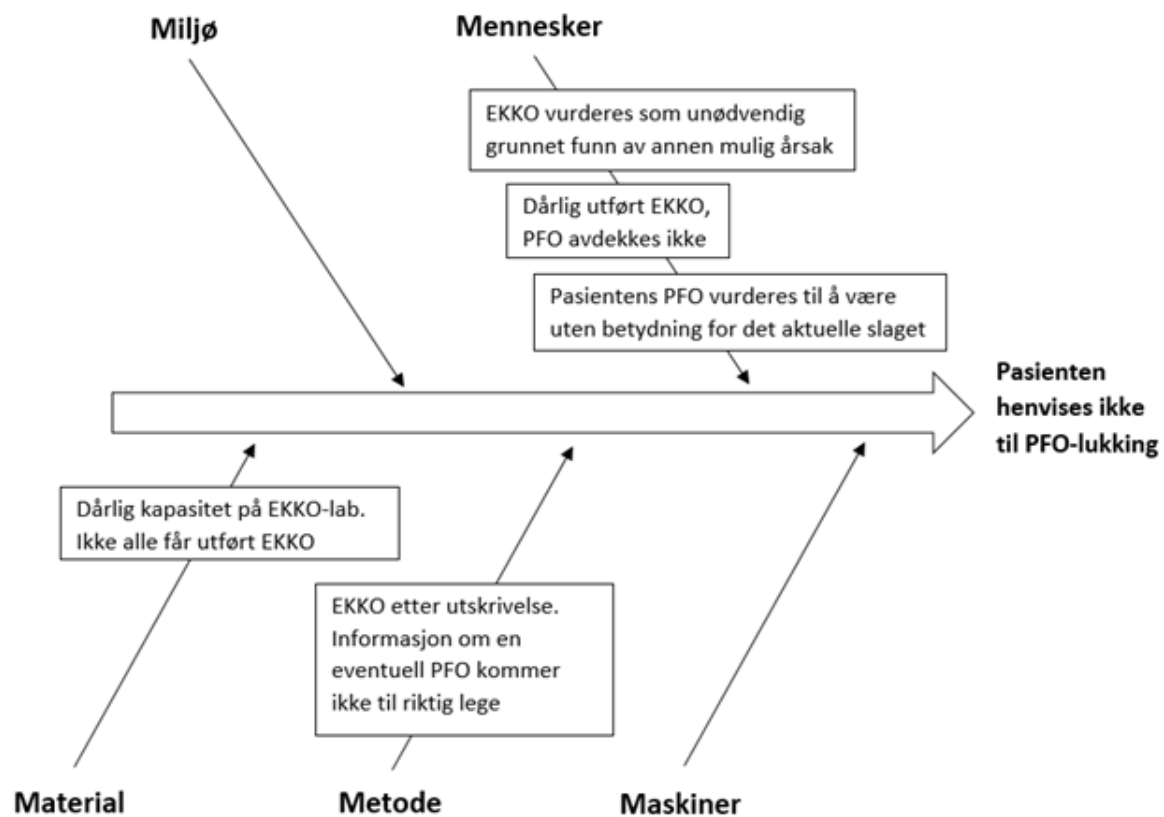 Miljø
Mennesker
EKKO vurderes som unødvendig
grunnet funn av annen mulig årsak
Dårlig utført EKKO,
PFO avdekkes ikke
Pasientens PFO vurderes til å være
uten betydning for det aktuelle slaget
Pasienten
henvises ikke
til PFO-lukking
Dårlig kapasitet på EKKO-lab.
Ikke alle får utført EKKO
EKKO etter utskrivelse.
Informasjon om en
eventuell PFO kommer
ikke til riktig lege
Material
Metode
Maskiner